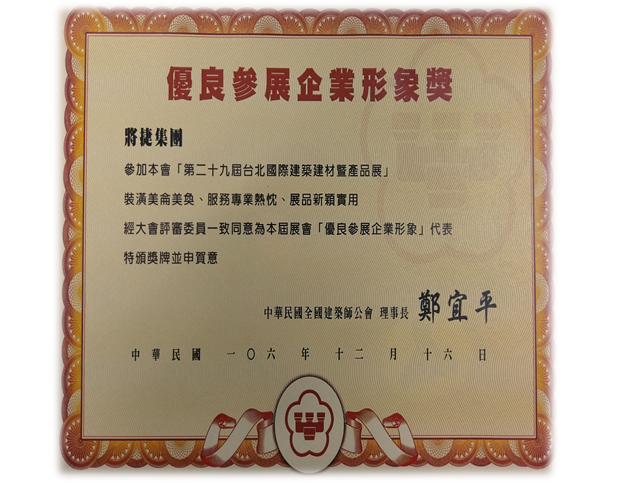 優良參展企業形象獎
將捷集團
參加本會「第二十九屆台北國際建築建材暨產品展」
裝潢美侖美奐、服務專業熱忱、展品新穎實用
經大會評審委員一致同意為本屆展會「優良參展企業形象」代表
特頒獎牌並申賀意
中華民國全國建築師公會 理事長 鄭宜平
中華民國 一〇六年十二月十六日